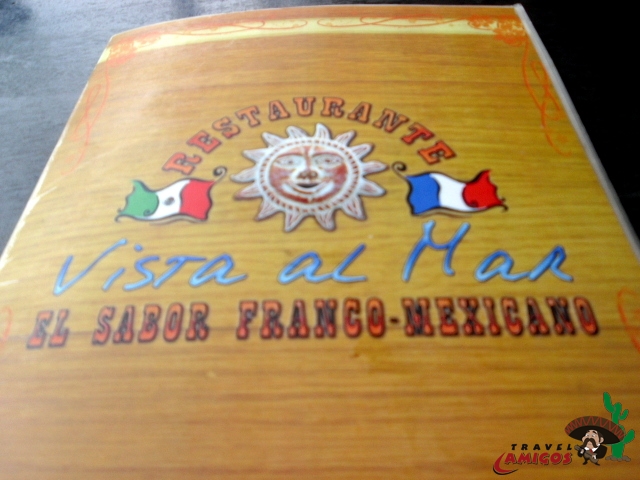 RESTAURANTE
Vista al Mar
EL SABOR FRANCO-MEXICANO
TRAVEL
AMIGOS